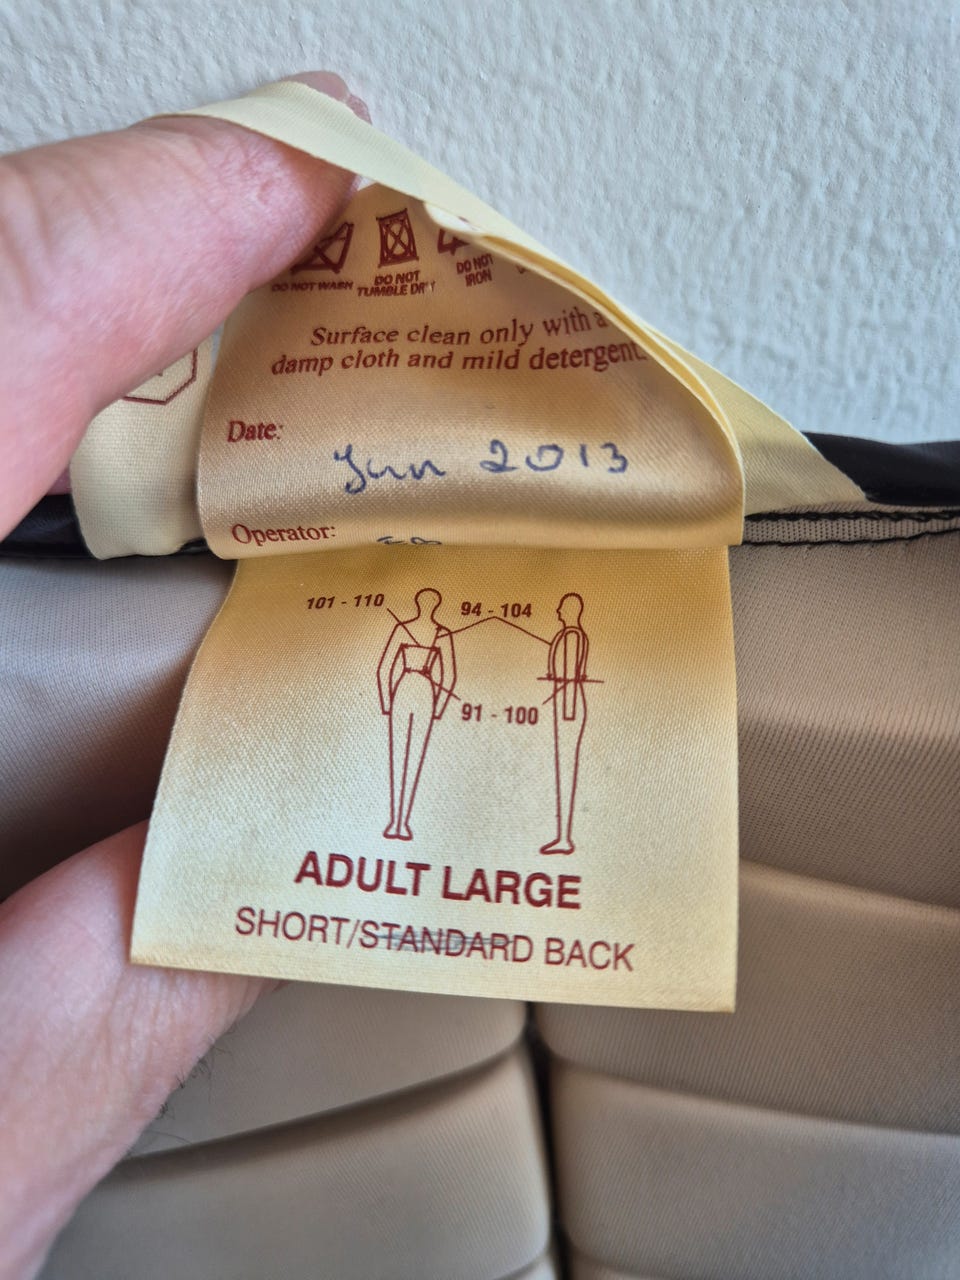 DO NOT WASH
DO NOT TUMBLE DRY
DO NOT IRON
Surface clean only with a
damp cloth and mild detergent.
Date: Jun 2013
Operator:
101 - 110
94 - 104
91 - 100
ADULT LARGE
SHORT/STANDARD BACK